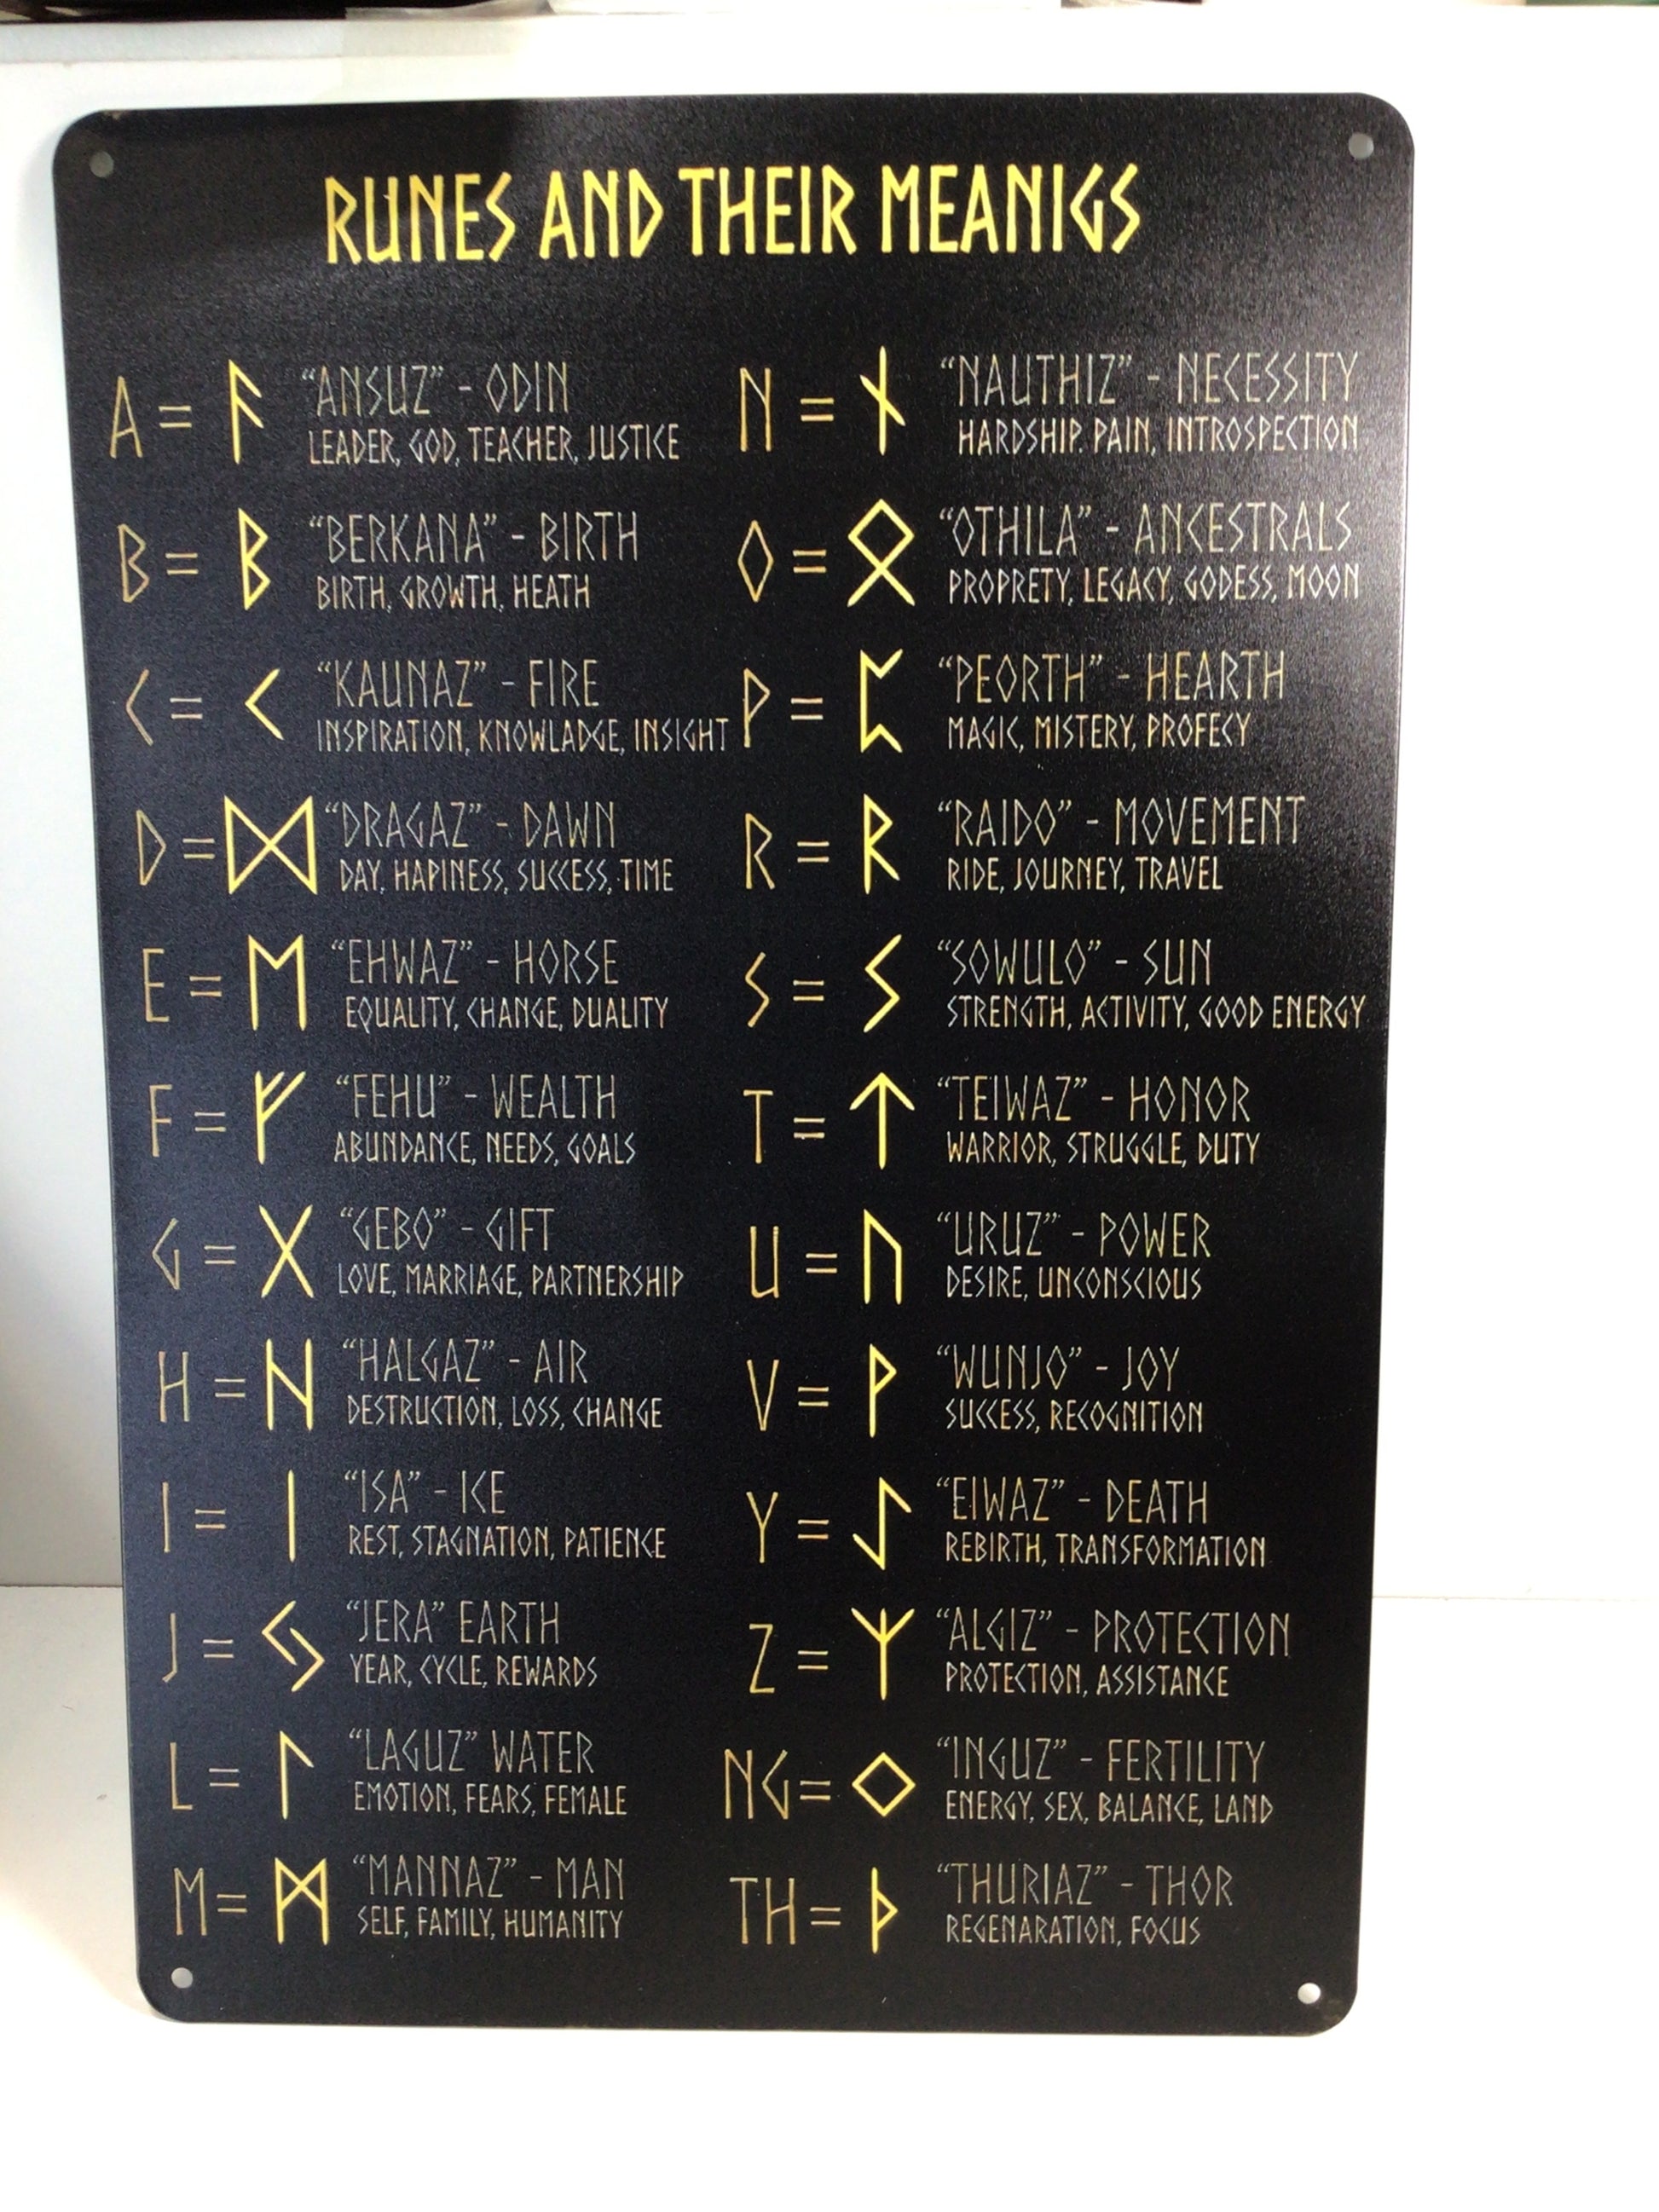 RUNES AND THEIR MEANIGS
A = ᚨ "ANSUZ" - ODIN
LEADER, GOD, TEACHER, JUSTICE
B = ᛒ "BERKANA" - BIRTH
BIRTH, GROWTH, HEATH
C = ᚲ "KAUNAZ" - FIRE
INSPIRATION, KNOWLADGE, INSIGHT
D = ᛞ "DRAGAZ" - DAWN
DAY, HAPINESS, SUCCESS, TIME
E = ᛖ "EHWAZ" - HORSE
EQUALITY, CHANGE, DUALITY
F = ᚠ "FEHU" - WEALTH
ABUNDANCE, NEEDS, GOALS
G = ᚷ "GEBO" - GIFT
LOVE, MARRIAGE, PARTNERSHIP
H = ᚺ "HALGAZ" - AIR
DESTRUCTION, LOSS, CHANGE
I = ᛁ "ISA" - ICE
REST, STAGNATION, PATIENCE
J = ᛃ "JERA" EARTH
YEAR, CYCLE, REWARDS
L = ᛚ "LAGUZ" WATER
EMOTION, FEARS, FEMALE
M = ᛗ "MANNAZ" - MAN
SELF, FAMILY, HUMANITY
N = ᚾ "NAUTHIZ" - NECESSITY
HARDSHIP. PAIN, INTROSPECTION
O = ᛟ "OTHILA" - ANCESTRALS
PROPRETY, LEGACY, GODESS, MOON
P = ᛈ "PEORTH" - HEARTH
MAGIC, MISTERY, PROFECY
R = ᚱ "RAIDO" - MOVEMENT
RIDE, JOURNEY, TRAVEL
S = ᛊ "SOWULO" - SUN
STRENGTH, ACTIVITY, GOOD ENERGY
T = ᛏ "TEIWAZ" - HONOR
WARRIOR, STRUGGLE, DUTY
U = ᚢ "URUZ" - POWER
DESIRE, UNCONSCIOUS
V = ᚹ "WUNJO" - JOY
SUCCESS, RECOGNITION
Y = ᛇ "EIWAZ" - DEATH
REBIRTH, TRANSFORMATION
Z = ᛉ "ALGIZ" - PROTECTION
PROTECTION, ASSISTANCE
NG = ᛜ "INGUZ" - FERTILITY
ENERGY, SEX, BALANCE, LAND
TH = ᚦ "THURIAZ" - THOR
REGENARATION, FOCUS